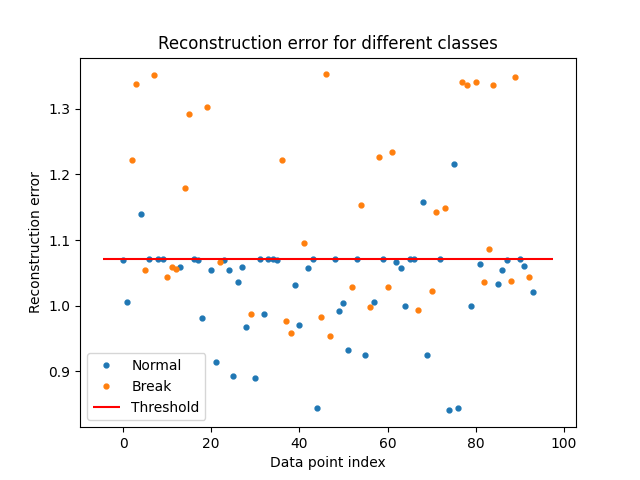 Reconstruction error for different classes
Reconstruction error
1.3
1.2
1.1
1.0
0.9
Normal
Break
Threshold
0 20 40 60 80 100
Data point index